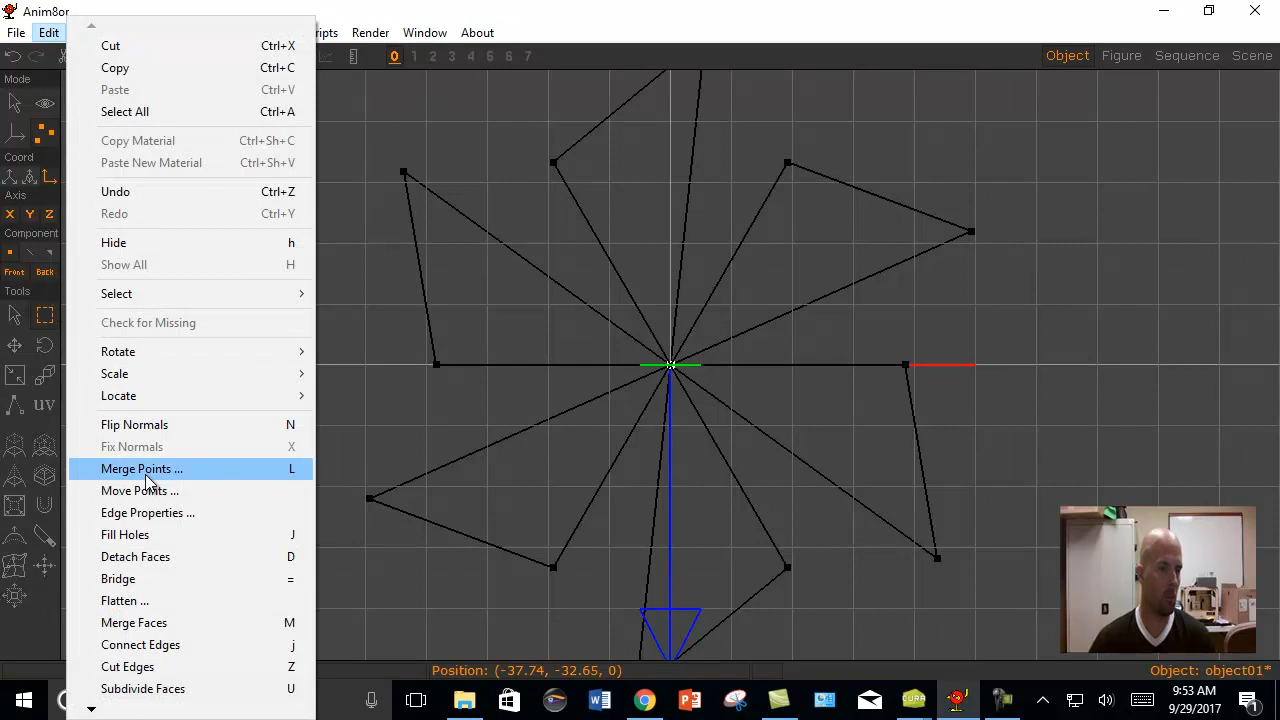 Anim8or
File Edit ripts Render Window About
0 1 2 3 4 5 6 7 Object Figure Sequence Scene
Mode
Coord
Axis
X Y Z
Component
Front Back
Tools
uv
Cut Ctrl+X
Copy Ctrl+C
Paste Ctrl+V
Select All Ctrl+A
Copy Material Ctrl+Sh+C
Paste New Material Ctrl+Sh+V
Undo Ctrl+Z
Redo Ctrl+Y
Hide h
Show All H
Select
Check for Missing
Rotate
Scale
Locate
Flip Normals N
Fix Normals X
Merge Points ... L
Move Points ...
Edge Properties ...
Fill Holes J
Detach Faces D
Bridge =
Flatten ...
Merge Faces M
Connect Edges j
Cut Edges Z
Subdivide Faces U
Position: (-37.74, -32.65, 0) Object: object01*
CURA
9:53 AM
9/29/2017
1